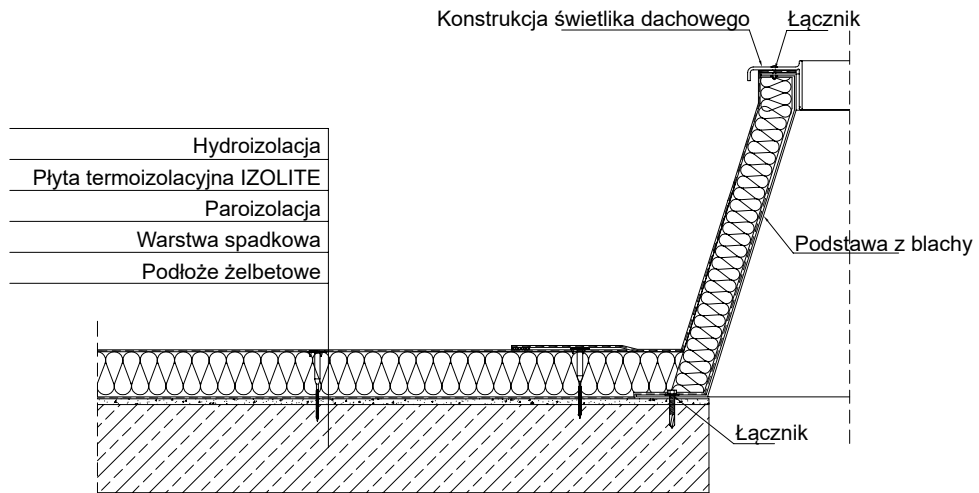 Konstrukcja świetlika dachowego
Łącznik
Hydroizolacja
Płyta termoizolacyjna IZOLITE
Paroizolacja
Warstwa spadkowa
Podłoże żelbetowe
Podstawa z blachy
Łącznik